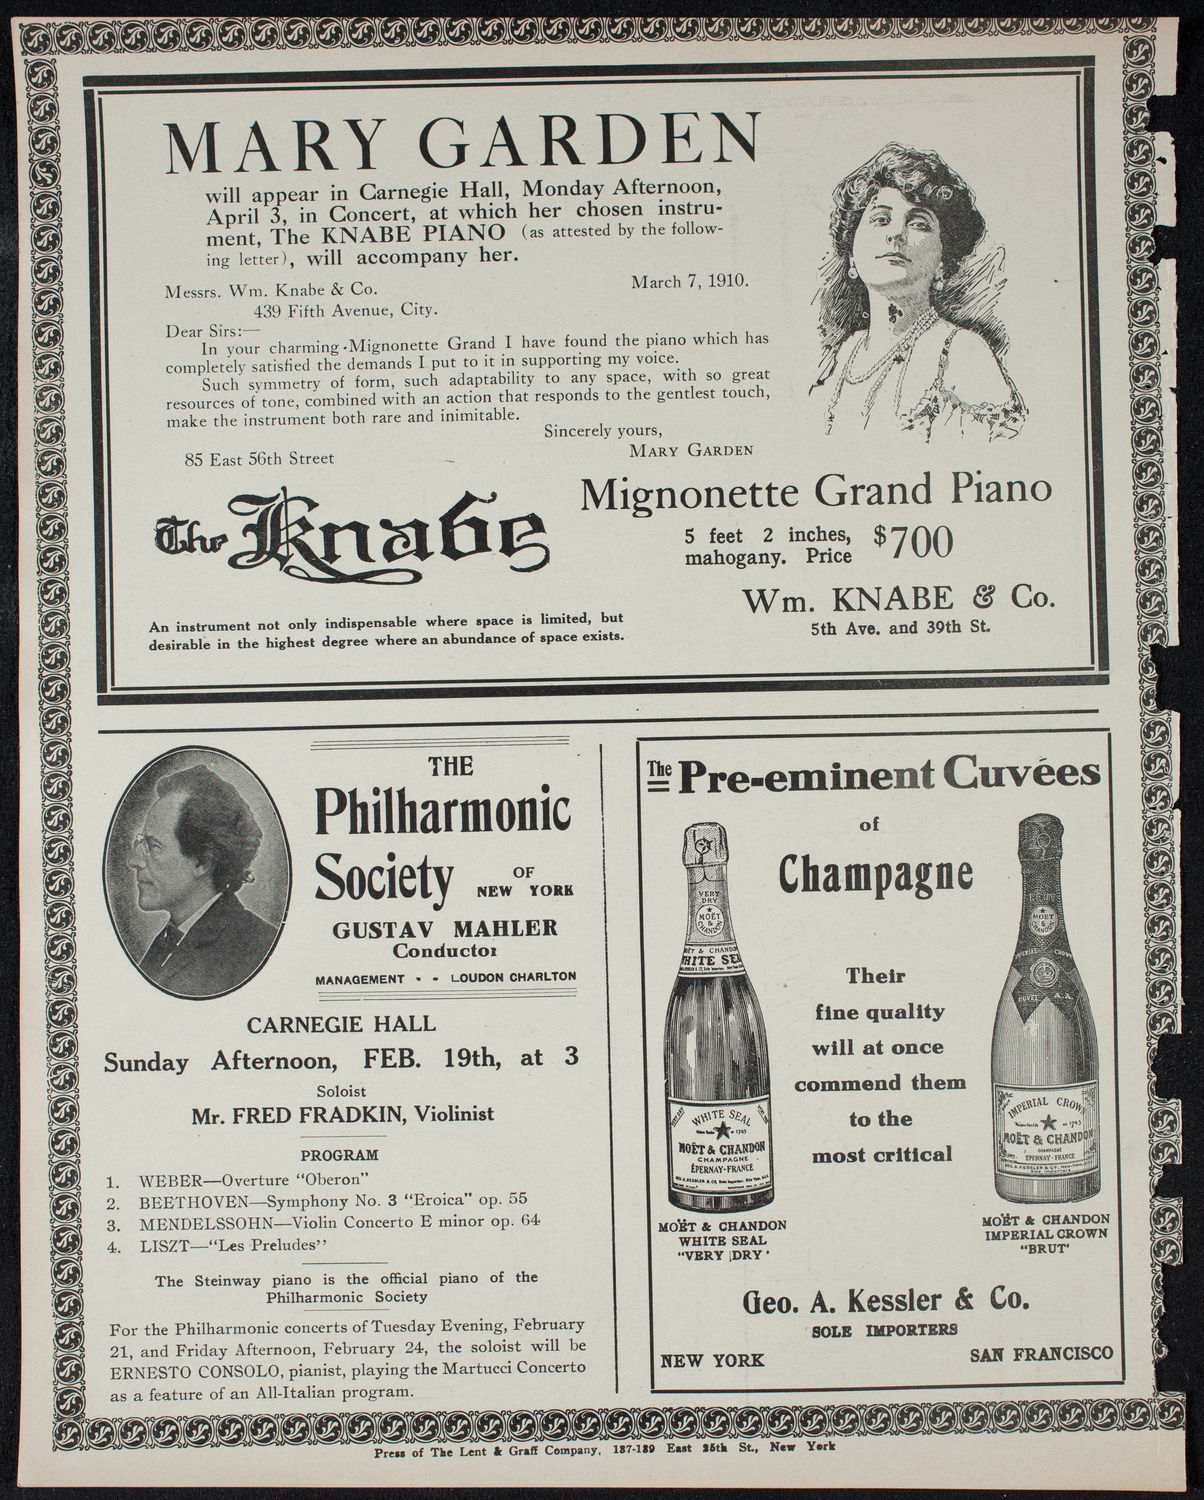 MARY GARDEN
will appear in Carnegie Hall, Monday Afternoon,
April 3, in Concert, at which her chosen instru-
ment, The KNABE PIANO (as attested by the follow-
ing letter), will accompany her.
March 7, 1910.
Messrs. Wm. Knabe & Co.
439 Fifth Avenue, City.
Dear Sirs:—
In your charming Mignonette Grand I have found the piano which has
completely satisfied the demands I put to it in supporting my voice.
Such symmetry of form, such adaptability to any space, with so great
resources of tone, combined with an action that responds to the gentlest touch,
make the instrument both rare and inimitable.
Sincerely yours,
MARY GARDEN
85 East 56th Street
The Knabe
Mignonette Grand Piano
5 feet 2 inches,
mahogany. Price $700
Wm. KNABE & Co.
5th Ave. and 39th St.
An instrument not only indispensable where space is limited, but
desirable in the highest degree where an abundance of space exists.
THE
Philharmonic
Society OF
NEW YORK
GUSTAV MAHLER
Conductor
MANAGEMENT - - LOUDON CHARLTON
CARNEGIE HALL
Sunday Afternoon, FEB. 19th, at 3
Soloist
Mr. FRED FRADKIN, Violinist
PROGRAM
1. WEBER—Overture "Oberon"
2. BEETHOVEN—Symphony No. 3 "Eroica" op. 55
3. MENDELSSOHN—Violin Concerto E minor op. 64
4. LISZT—"Les Preludes"
The Steinway piano is the official piano of the
Philharmonic Society
For the Philharmonic concerts of Tuesday Evening, February
21, and Friday Afternoon, February 24, the soloist will be
ERNESTO CONSOLO, pianist, playing the Martucci Concerto
as a feature of an All-Italian program.
The Pre-eminent Cuvées
of
Champagne
Their
fine quality
will at once
commend them
to the
most critical
VERY
DRY
MOËT
&
CHANDON
MOËT & CHANDON
WHITE SEAL
WHITE SEAL
MOËT & CHANDON
CHAMPAGNE
ÉPERNAY-FRANCE
MOËT & CHANDON
WHITE SEAL
"VERY DRY"
BRUT
MOËT
&
CHANDON
IMPERIAL CROWN
MOËT & CHANDON
CHAMPAGNE
ÉPERNAY-FRANCE
MOËT & CHANDON
IMPERIAL CROWN
"BRUT"
Geo. A. Kessler & Co.
SOLE IMPORTERS
NEW YORK
SAN FRANCISCO
Press of The Lent & Graff Company, 137-139 East 25th St., New York